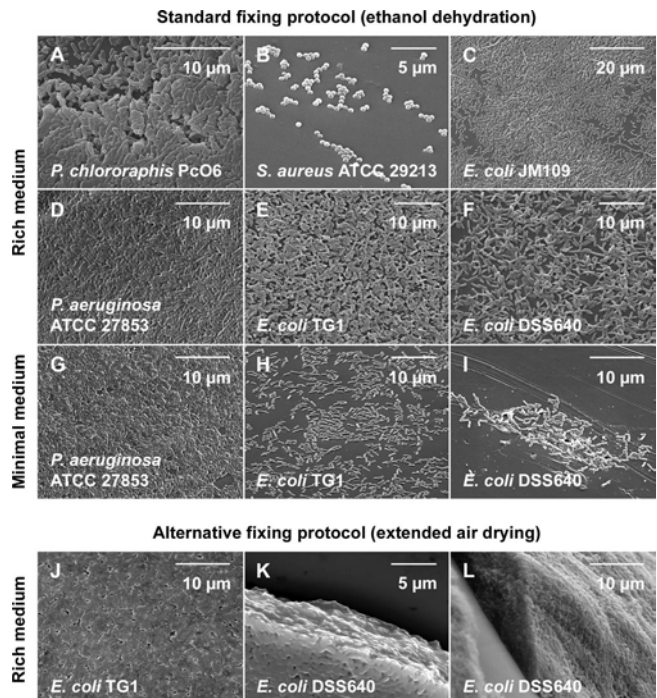 Standard fixing protocol (ethanol dehydration)
Rich medium
A
10 µm
P. chlororaphis PcO6
B
5 µm
S. aureus ATCC 29213
C
20 µm
E. coli JM109
D
10 µm
P. aeruginosa
ATCC 27853
E
10 µm
E. coli TG1
F
10 µm
E. coli DSS640
Minimal medium
G
10 µm
P. aeruginosa
ATCC 27853
H
10 µm
E. coli TG1
I
10 µm
E. coli DSS640
Alternative fixing protocol (extended air drying)
Rich medium
J
10 µm
E. coli TG1
K
5 µm
E. coli DSS640
L
10 µm
E. coli DSS640